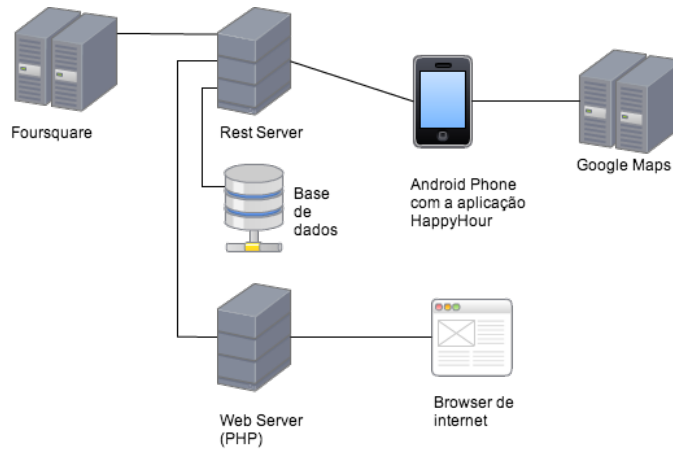 Foursquare
Rest Server
Google Maps
Android Phone
com a aplicação
HappyHour
Base
de
dados
Web Server
(PHP)
Browser de
internet